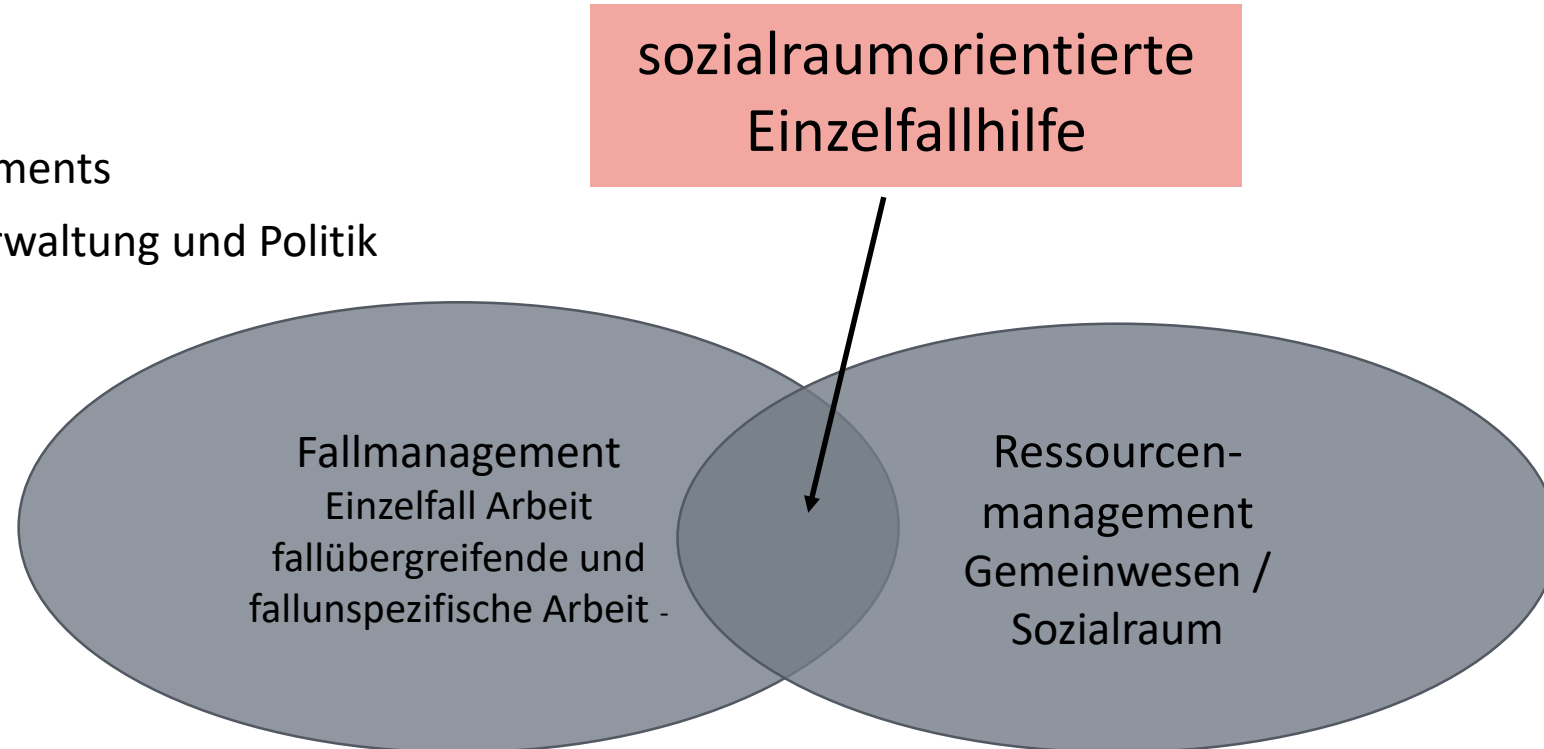 sozialraumorientierte
Einzelfallhilfe
ments
rwaltung und Politik
Fallmanagement
Einzelfall Arbeit
fallübergreifende und
fallunspezifische Arbeit -
Ressourcen-
management
Gemeinwesen /
Sozialraum